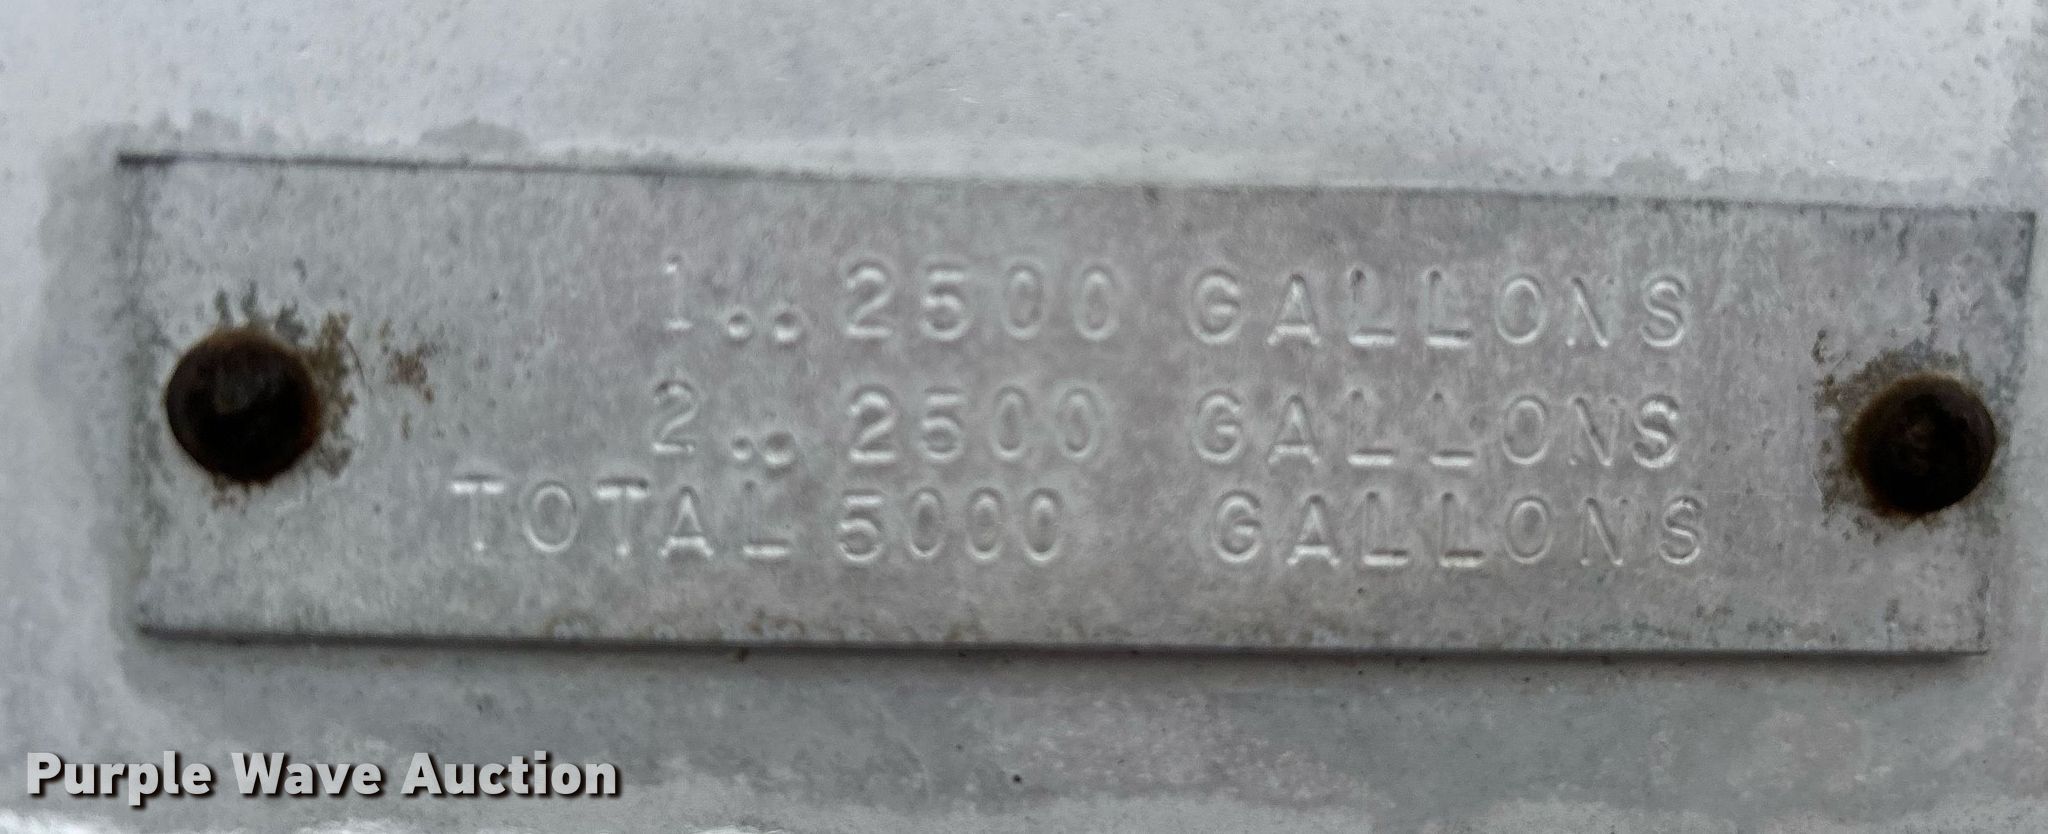 1.. 2500 GALLONS
2.. 2500 GALLONS
TOTAL 5000 GALLONS
Purple Wave Auction